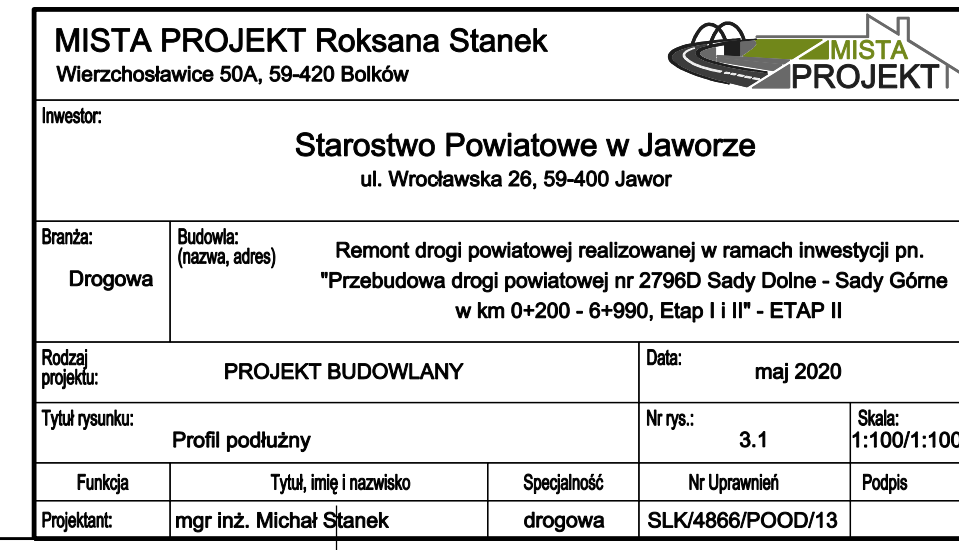 MISTA PROJEKT Roksana Stanek
Wierzchosławice 50A, 59-420 Bolków
MISTA
PROJEKT
Inwestor:
Starostwo Powiatowe w Jaworze
ul. Wrocławska 26, 59-400 Jawor
Branża:
Drogowa
Budowla:
(nazwa, adres)
Remont drogi powiatowej realizowanej w ramach inwestycji pn.
"Przebudowa drogi powiatowej nr 2796D Sady Dolne - Sady Górne
w km 0+200 - 6+990, Etap I i II" - ETAP II
Rodzaj
projektu:
PROJEKT BUDOWLANY
Data:
maj 2020
Tytuł rysunku:
Profil podłużny
Nr rys.:
3.1
Skala:
1:100/1:100
Funkcja Tytuł, imię i nazwisko Specjalność Nr Uprawnień Podpis
Projektant: mgr inż. Michał Stanek drogowa SLK/4866/POOD/13